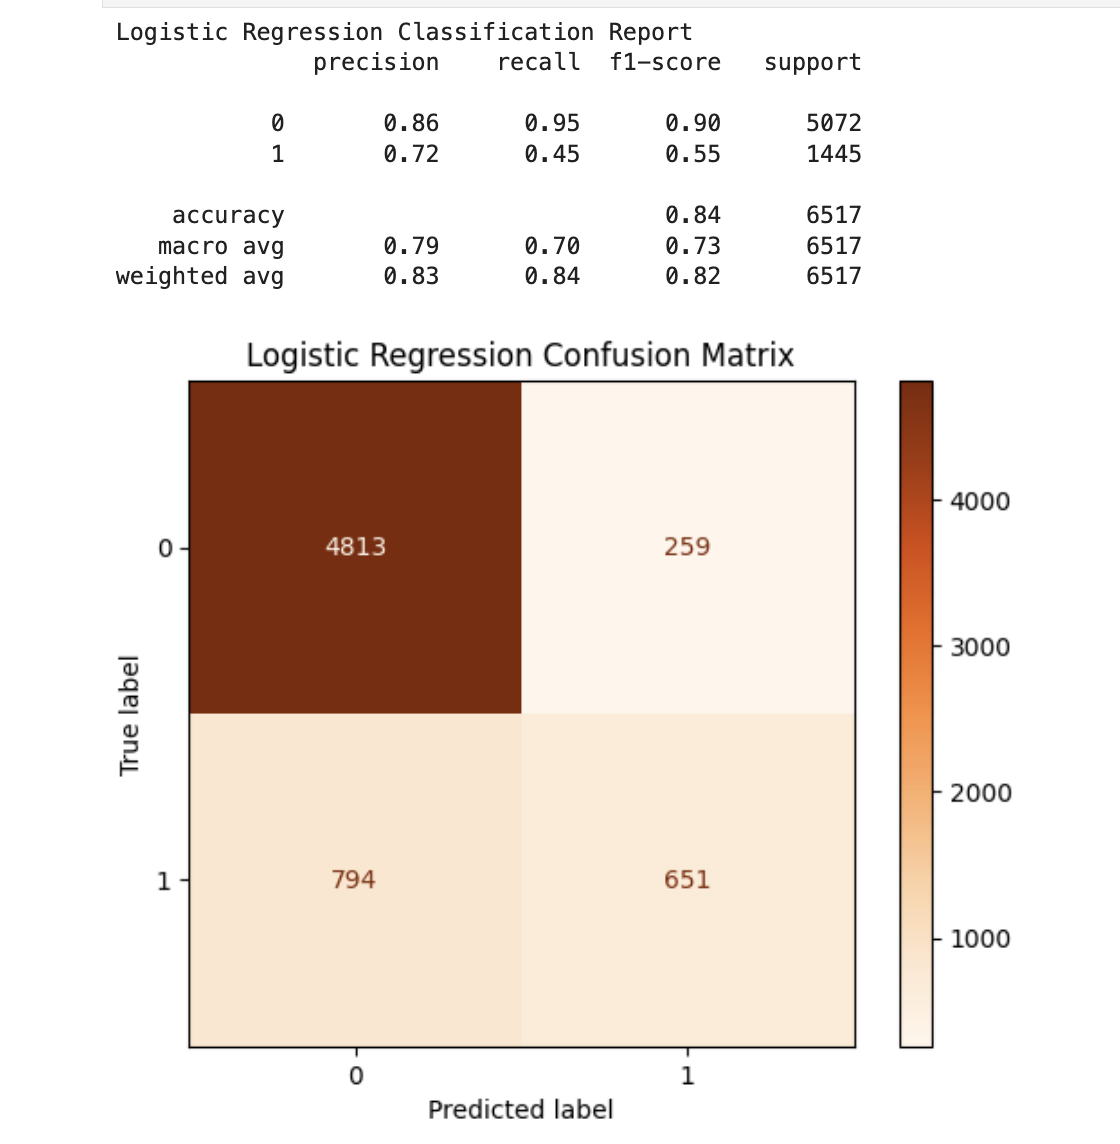 Logistic Regression Classification Report
precision recall f1-score support
0 0.86 0.95 0.90 5072
1 0.72 0.45 0.55 1445
accuracy 0.84 6517
macro avg 0.79 0.70 0.73 6517
weighted avg 0.83 0.84 0.82 6517
Logistic Regression Confusion Matrix
True label
0
4813 259
1
794 651
0 1
Predicted label
4000
3000
2000
1000